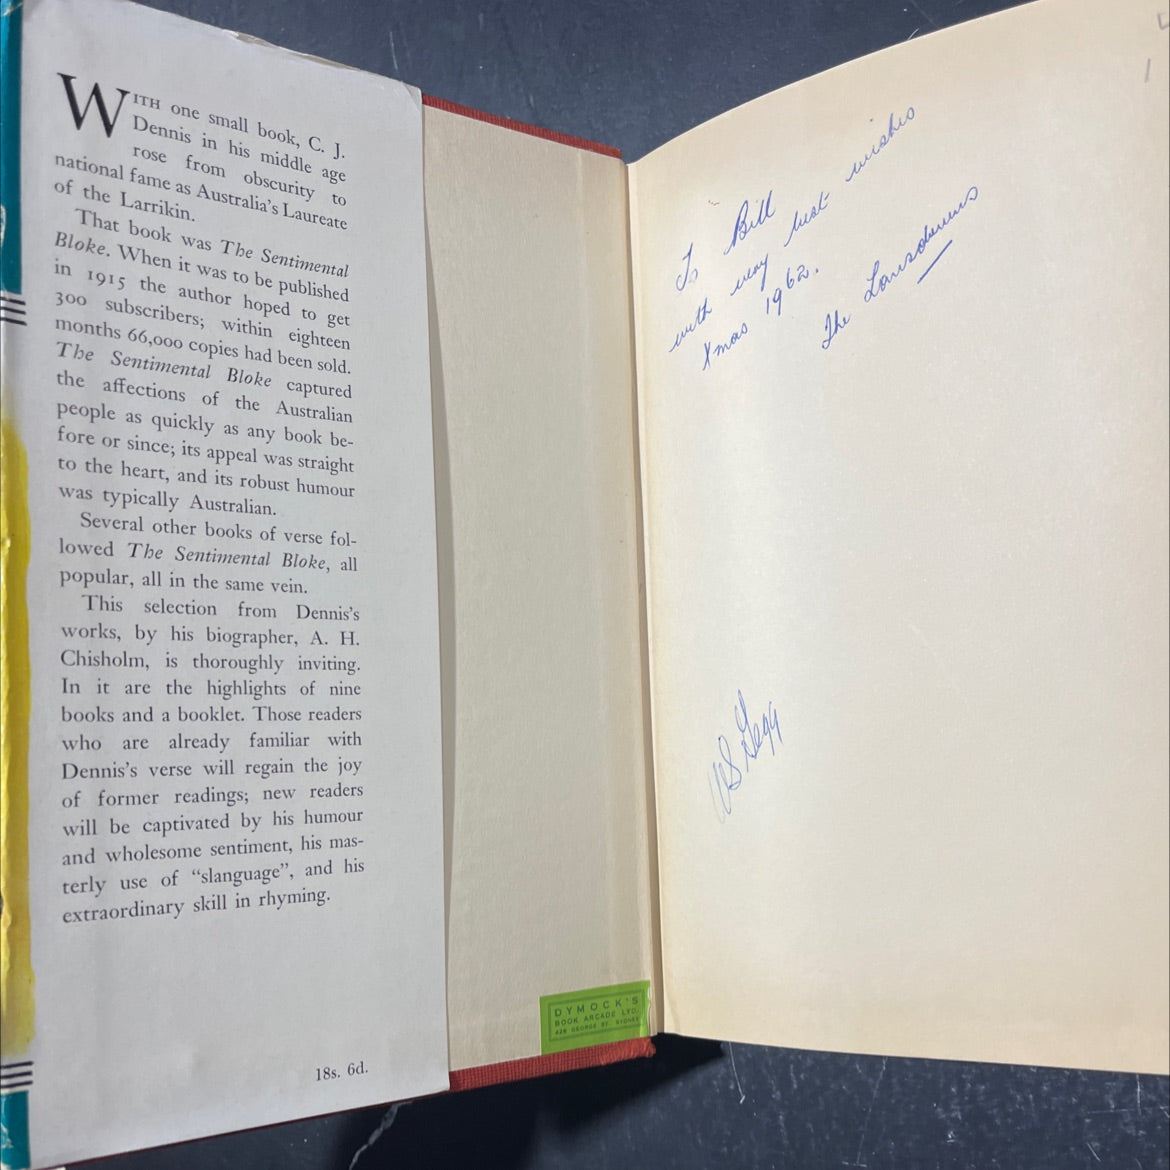 WITH one small book, C. J.
Dennis in his middle age
rose from obscurity to
national fame as Australia's Laureate
of the Larrikin.
That book was The Sentimental
Bloke. When it was to be published
in 1915 the author hoped to get
300 subscribers; within eighteen
months 66,000 copies had been sold.
The Sentimental Bloke captured
the affections of the Australian
people as quickly as any book be-
fore or since; its appeal was straight
to the heart, and its robust humour
was typically Australian.
Several other books of verse fol-
lowed The Sentimental Bloke, all
popular, all in the same vein.
This selection from Dennis's
works, by his biographer, A. H.
Chisholm, is thoroughly inviting.
In it are the highlights of nine
books and a booklet. Those readers
who are already familiar with
Dennis's verse will regain the joy
of former readings; new readers
will be captivated by his humour
and wholesome sentiment, his mas-
terly use of "slanguage", and his
extraordinary skill in rhyming.
18s. 6d.
DYMOCK'S
BOOK ARCADE LTD.
428 GEORGE ST. SYDNEY
To Bill
with very best wishes
Xmas 1962.
The Lansdowns
WS Gegg